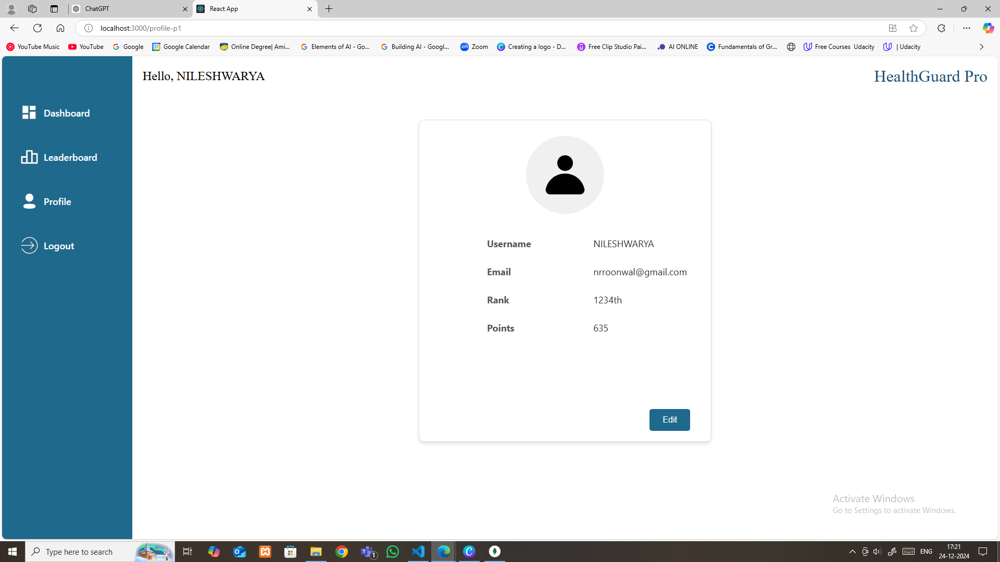 ChatGPT
React App
localhost:3000/profile-p1
YouTube Music
YouTube
Google
27
Google Calendar
Online Degree| Ami...
Elements of AI - Go...
Building AI - Googl...
zm
Zoom
Creating a logo - D...
Free Clip Studio Pai...
AI ONLINE
Fundamentals of Gr...
Free Courses Udacity
| Udacity
Hello, NILESHWARYA
HealthGuard Pro
Dashboard
Leaderboard
Profile
Logout
Username NILESHWARYA
Email nrroonwal@gmail.com
Rank 1234th
Points 635
Edit
Activate Windows
Go to Settings to activate Windows.
Type here to search
1
ENG
17:21
24-12-2024